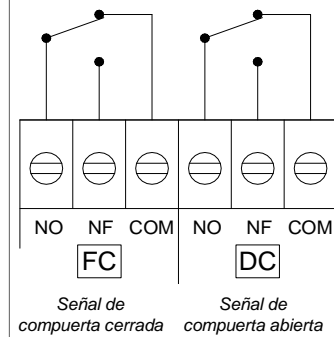 NO NF COM NO NF COM
FC DC
Señal de Señal de
compuerta cerrada compuerta abierta